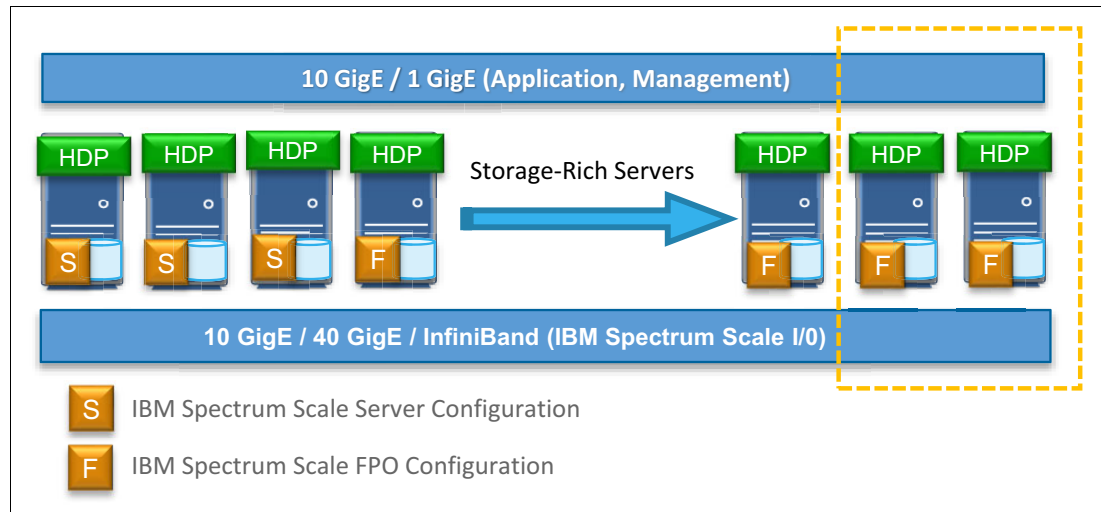 10 GigE / 1 GigE (Application, Management)
HDP HDP HDP HDP HDP HDP HDP
Storage-Rich Servers
S S S F F F F
10 GigE / 40 GigE / InfiniBand (IBM Spectrum Scale I/0)
S IBM Spectrum Scale Server Configuration
F IBM Spectrum Scale FPO Configuration